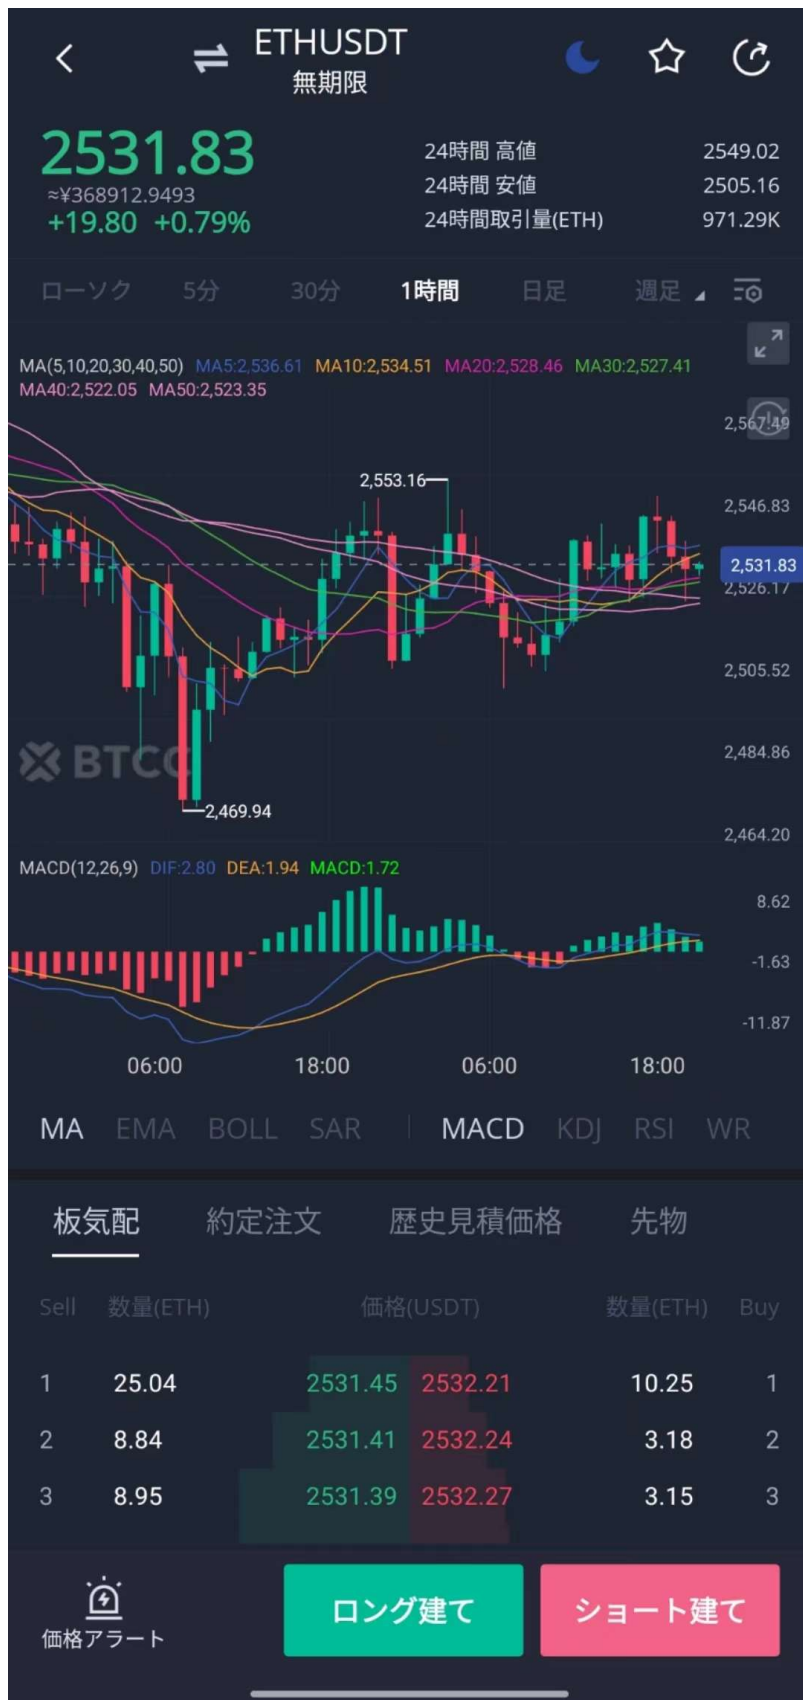 ETHUSDT
無期限
2531.83
≈¥368912.9493
+19.80 +0.79%
24時間 高値 2549.02
24時間 安値 2505.16
24時間取引量(ETH) 971.29K
ローソク 5分 30分 1時間 日足 週足
MA(5,10,20,30,40,50) MA5:2,536.61 MA10:2,534.51 MA20:2,528.46 MA30:2,527.41
MA40:2,522.05 MA50:2,523.35
2,567.49
2,553.16
2,546.83
2,531.83
2,526.17
2,505.52
BTCC
2,484.86
2,469.94
2,464.20
MACD(12,26,9) DIF:2.80 DEA:1.94 MACD:1.72
8.62
-1.63
-11.87
06:00 18:00 06:00 18:00
MA EMA BOLL SAR MACD KDJ RSI WR
板気配 約定注文 歴史見積価格 先物
Sell 数量(ETH) 価格(USDT) 数量(ETH) Buy
1 25.04 2531.45 2532.21 10.25 1
2 8.84 2531.41 2532.24 3.18 2
3 8.95 2531.39 2532.27 3.15 3
価格アラート
ロング建て
ショート建て